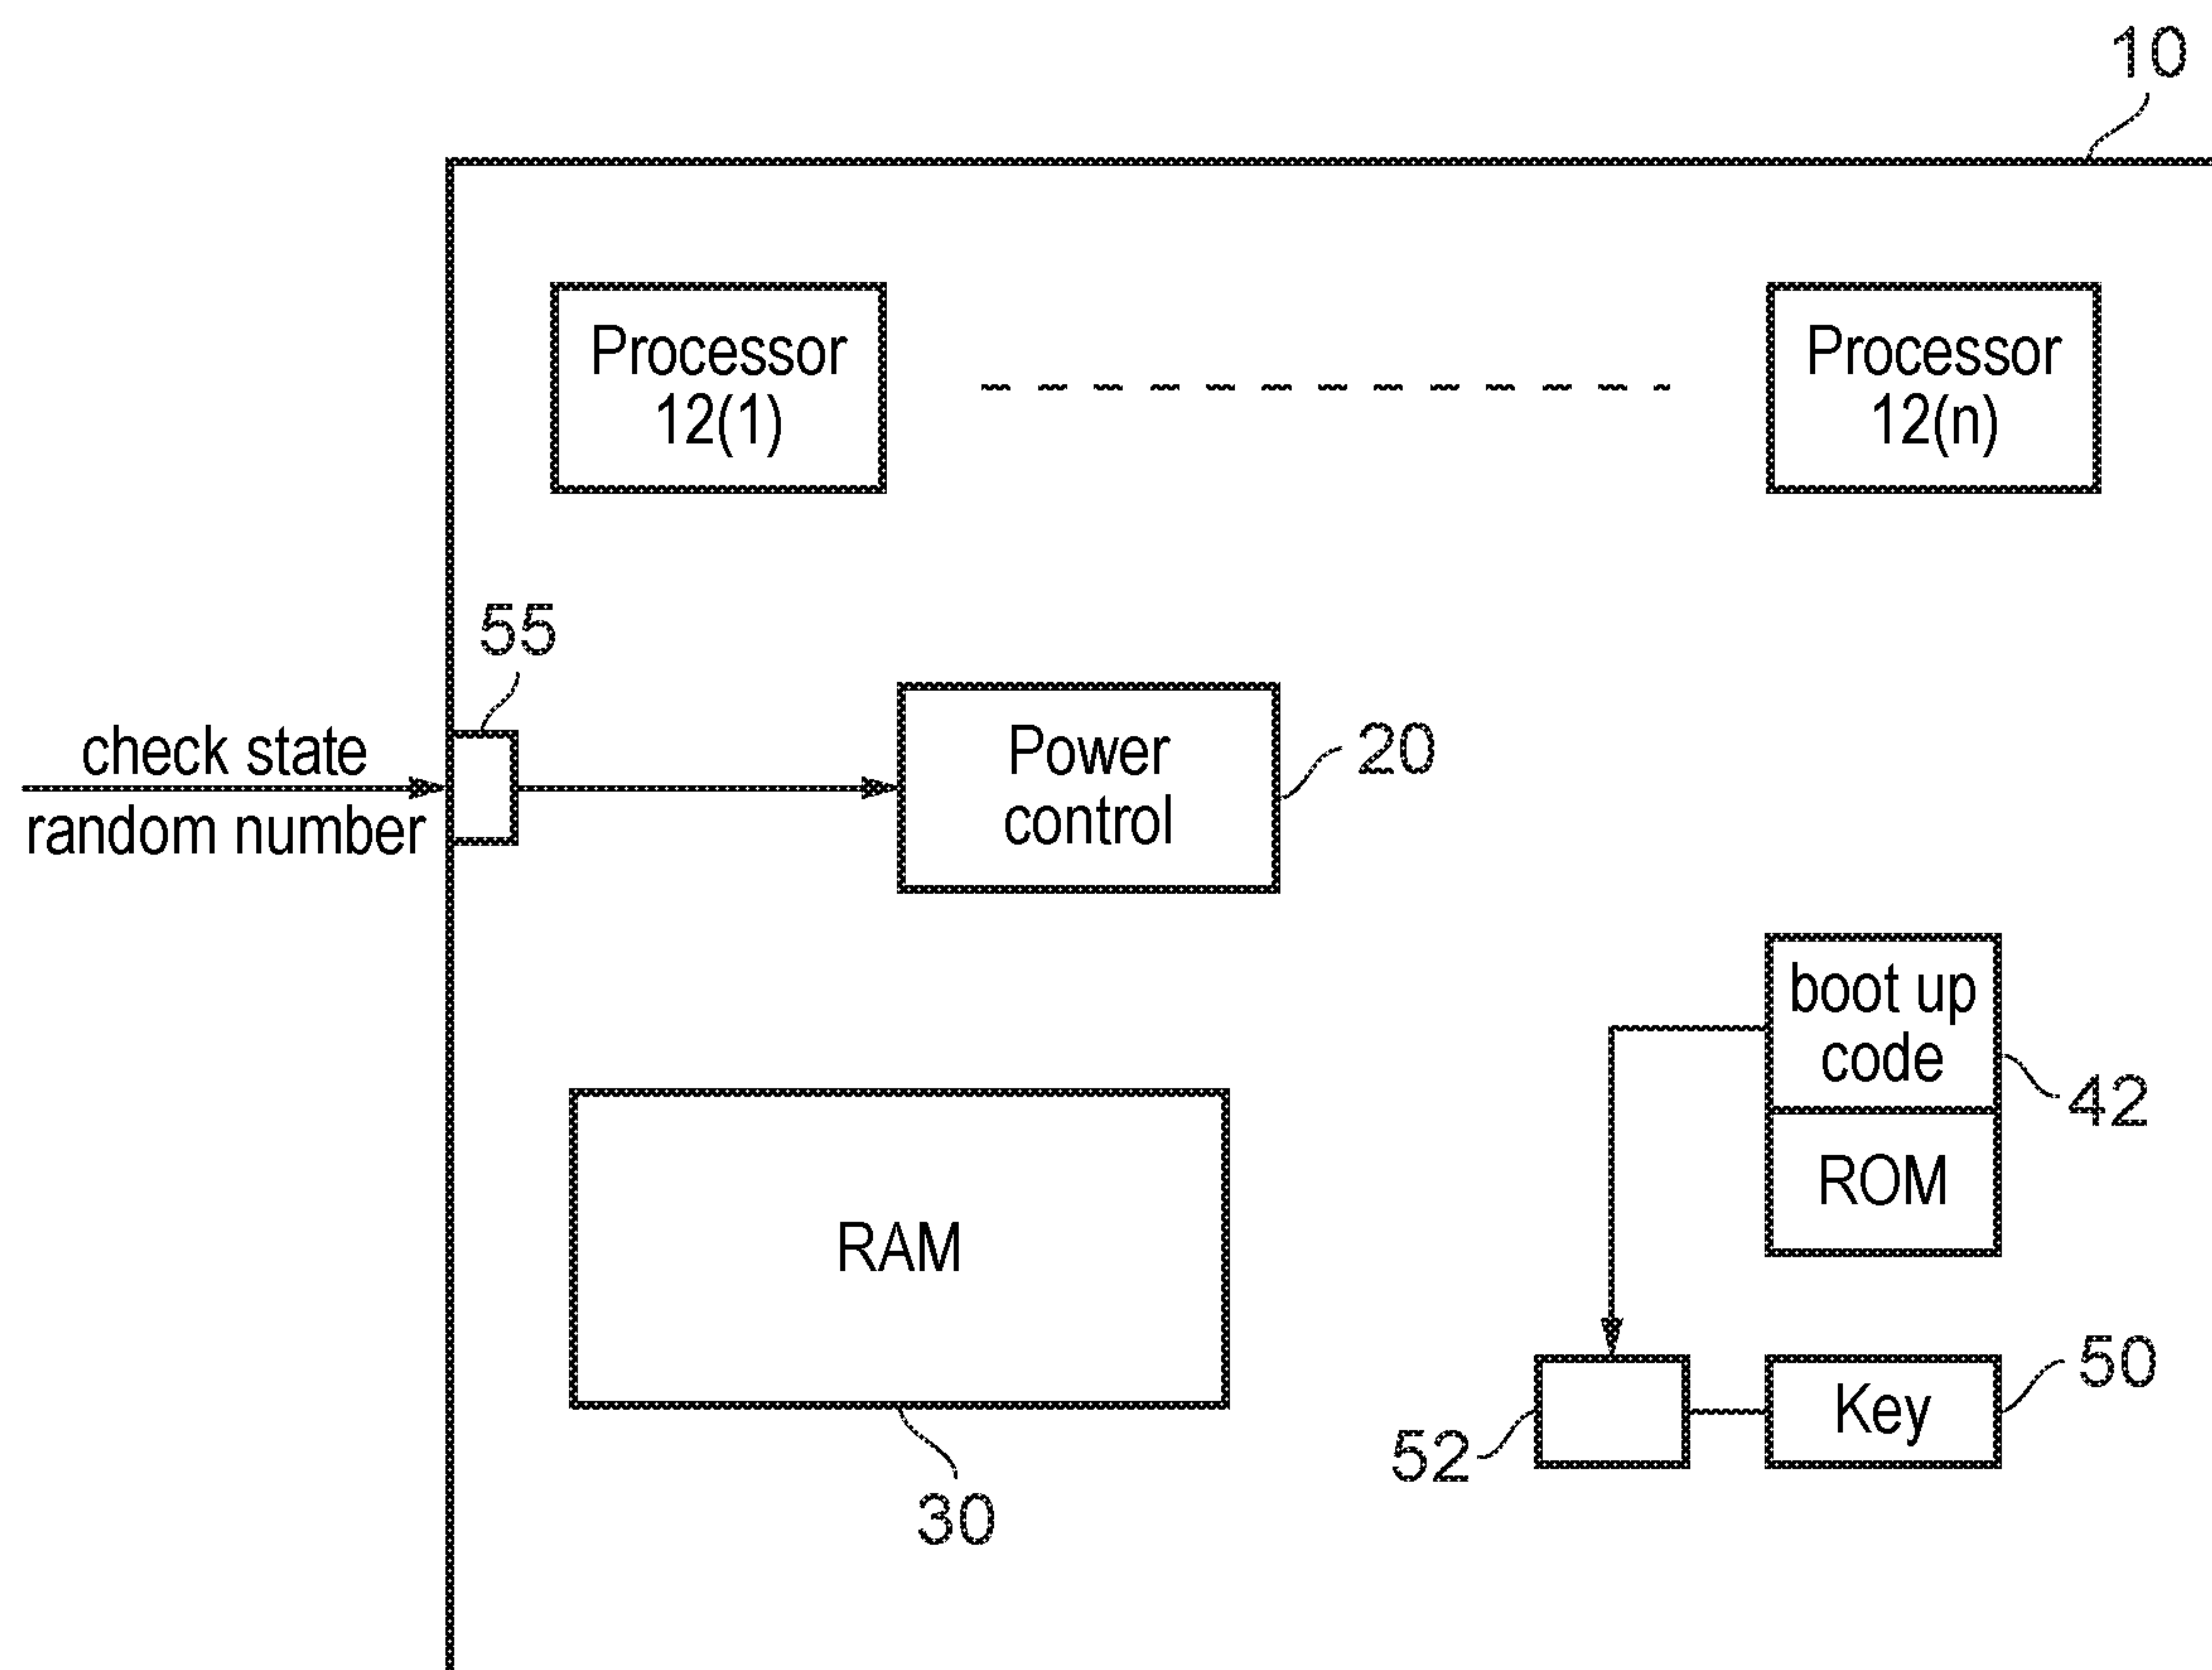 10
Processor
12(1)
Processor
12(n)
55
check state
random number
Power
control
20
boot up
code
42
ROM
RAM
30
52
Key
50